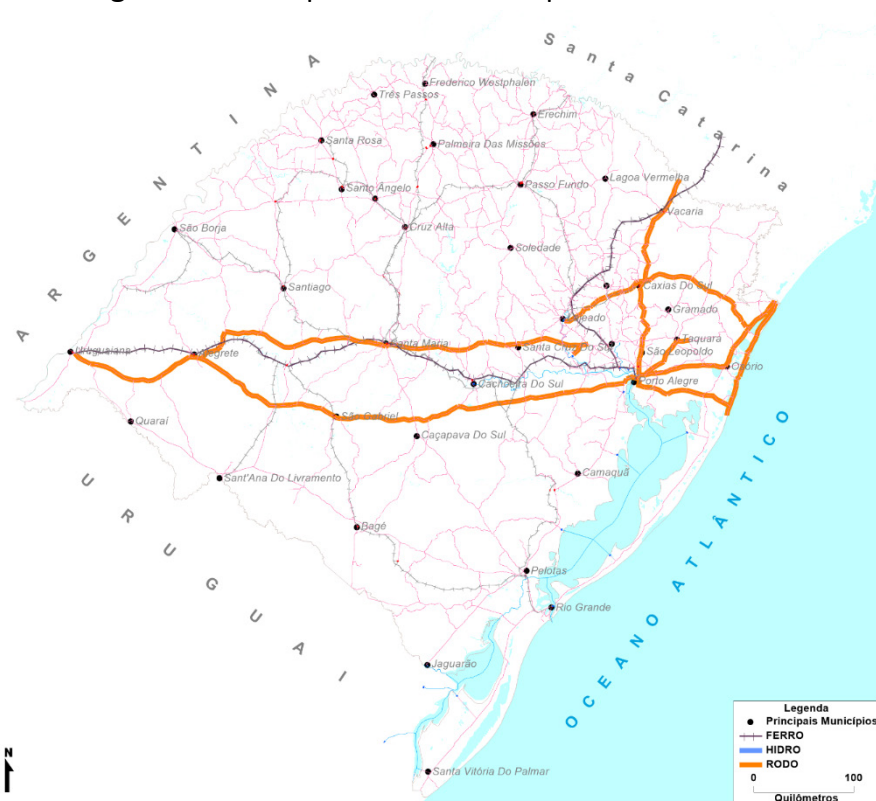 Santa Catarina
ARGENTINA
Frederico Westphalen
Três Passos
Erechim
Santa Rosa
Palmeira Das Missões
Lagoa Vermelha
Santo Ângelo
Passo Fundo
Vacaria
São Borja
Cruz Alta
Soledade
Santiago
Caxias Do Sul
Gramado
Lajeado
Uruguaiana
Alegrete
Santa Maria
Santa Cruz Do Sul
Taquara
São Leopoldo
Osório
Cachoeira Do Sul
Porto Alegre
Quaraí
São Gabriel
Caçapava Do Sul
Sant'Ana Do Livramento
Camaquã
URUGUAI
Bagé
Pelotas
Rio Grande
OCEANO ATLÂNTICO
Jaguarão
Santa Vitória Do Palmar
N
Legenda
Principais Municípios
FERRO
HIDRO
RODO
0 100
Quilômetros